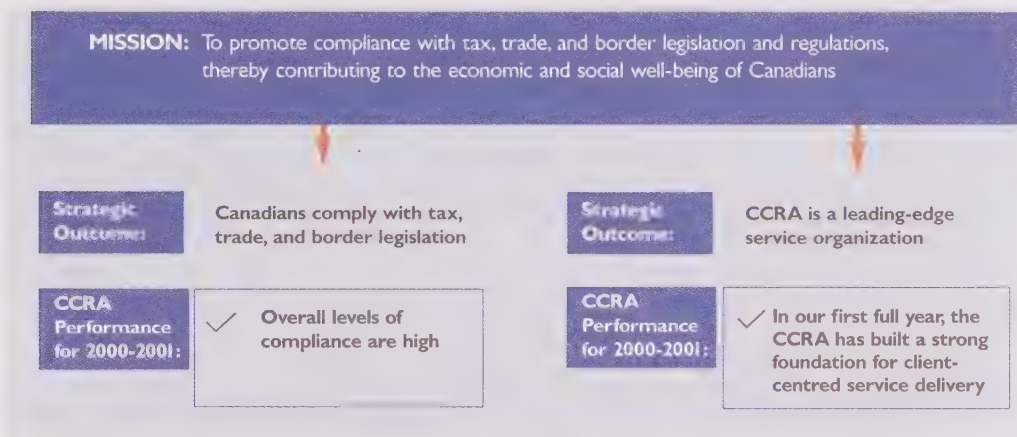 MISSION: To promote compliance with tax, trade, and border legislation and regulations,
thereby contributing to the economic and social well-being of Canadians
Strategic
Outcome:
Canadians comply with tax,
trade, and border legislation
CCRA
Performance
for 2000-2001:
✓ Overall levels of
compliance are high
Strategic
Outcome:
CCRA is a leading-edge
service organization
CCRA
Performance
for 2000-2001:
✓ In our first full year, the
CCRA has built a strong
foundation for client-
centred service delivery